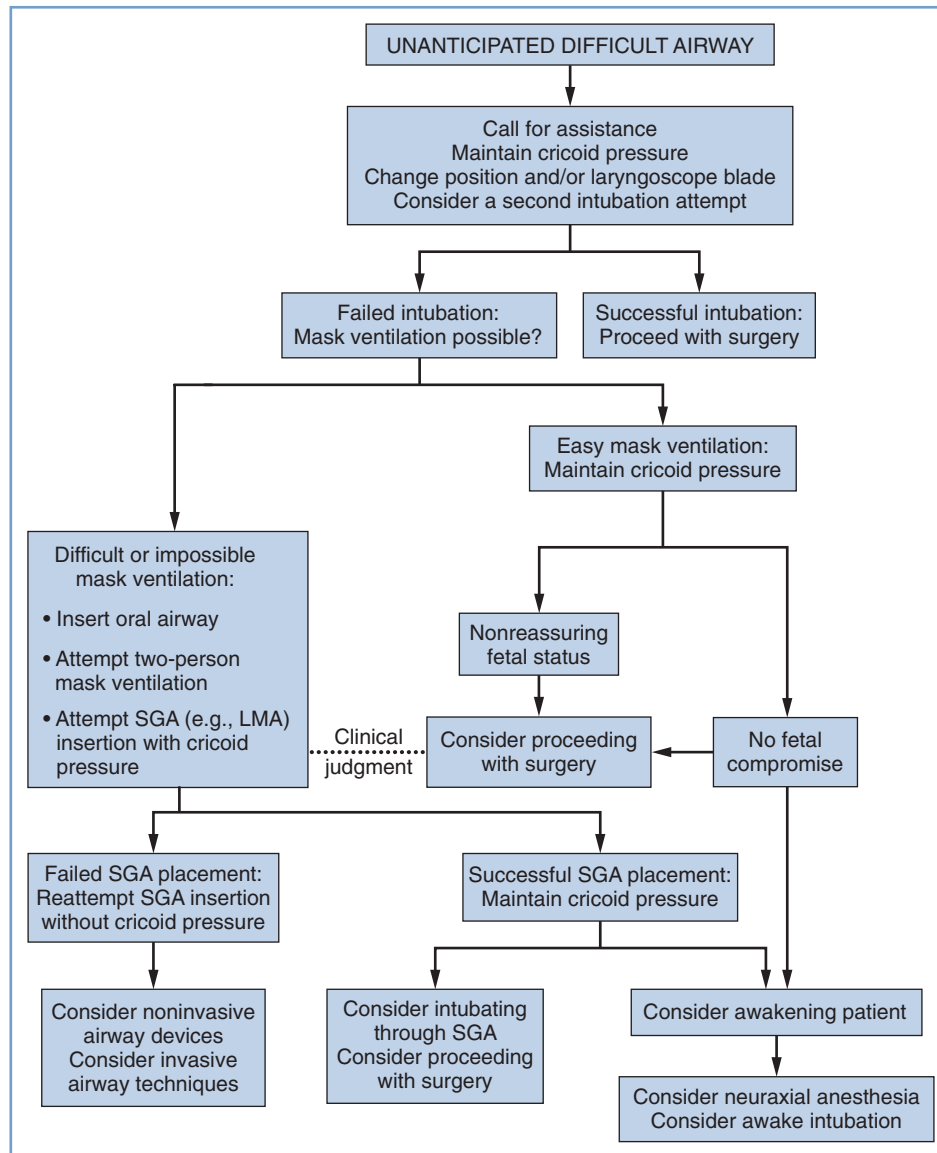 UNANTICIPATED DIFFICULT AIRWAY
Call for assistance
Maintain cricoid pressure
Change position and/or laryngoscope blade
Consider a second intubation attempt
Failed intubation:
Mask ventilation possible?
Successful intubation:
Proceed with surgery
Easy mask ventilation:
Maintain cricoid pressure
Difficult or impossible
mask ventilation:
• Insert oral airway
• Attempt two-person
mask ventilation
• Attempt SGA (e.g., LMA)
insertion with cricoid
pressure
Nonreassuring
fetal status
Clinical
judgment
Consider proceeding
with surgery
No fetal
compromise
Failed SGA placement:
Reattempt SGA insertion
without cricoid pressure
Successful SGA placement:
Maintain cricoid pressure
Consider noninvasive
airway devices
Consider invasive
airway techniques
Consider intubating
through SGA
Consider proceeding
with surgery
Consider awakening patient
Consider neuraxial anesthesia
Consider awake intubation